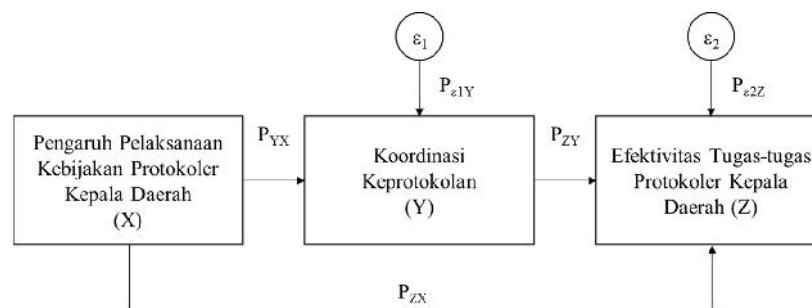 ε1
ε2
Pε1Y
Pε2Z
Pengaruh Pelaksanaan
Kebijakan Protokoler
Kepala Daerah
(X)
PYX
Koordinasi
Keprotokolan
(Y)
PZY
Efektivitas Tugas-tugas
Protokoler Kepala
Daerah (Z)
PZX